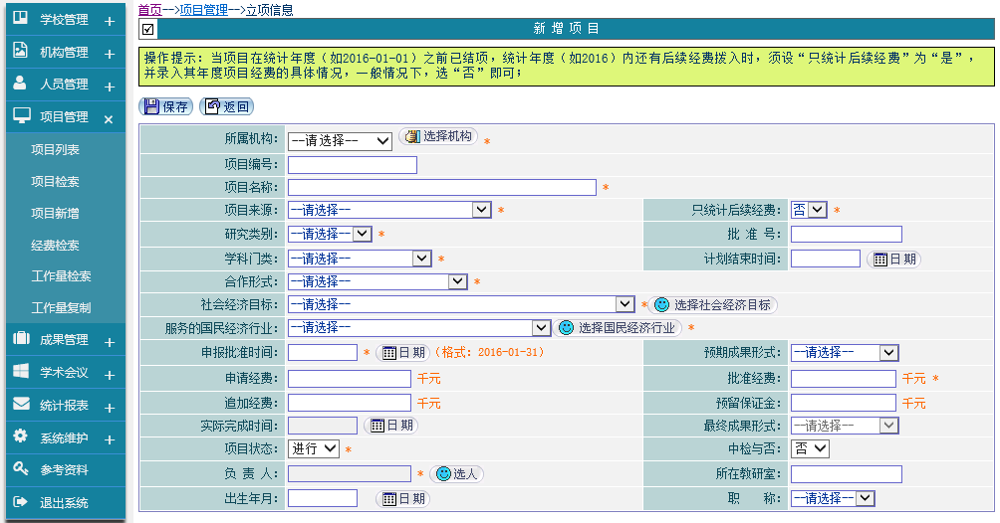 学校管理 +
机构管理 +
人员管理 +
项目管理 ×
项目列表
项目检索
项目新增
经费检索
工作量检索
工作量复制
成果管理 +
学术会议 +
统计报表 +
系统维护 +
参考资料
退出系统
首页-->项目管理-->立项信息
新 增 项 目
操作提示：当项目在统计年度（如2016-01-01）之前已结项，统计年度（如2016）内还有后续经费拨入时，须设“只统计后续经费”为“是”，
并录入其年度项目经费的具体情况，一般情况下，选“否”即可；
保存 返回
所属机构： --请选择-- 选择机构 *
项目编号：
项目名称： *
项目来源： --请选择-- * 只统计后续经费： 否 *
研究类别： --请选择-- * 批 准 号：
学科门类： --请选择-- * 计划结束时间： 日期
合作形式： --请选择-- *
社会经济目标： --请选择-- * 选择社会经济目标
服务的国民经济行业： --请选择-- 选择国民经济行业 *
申报批准时间： * 日期 （格式：2016-01-31） 预期成果形式： --请选择--
申请经费： 千元 批准经费： 千元 *
追加经费： 千元 预留保证金： 千元
实际完成时间： 日期 最终成果形式： --请选择--
项目状态： 进行 * 中检与否： 否
负 责 人： * 选人 所在教研室：
出生年月： 日期 职 称： --请选择--